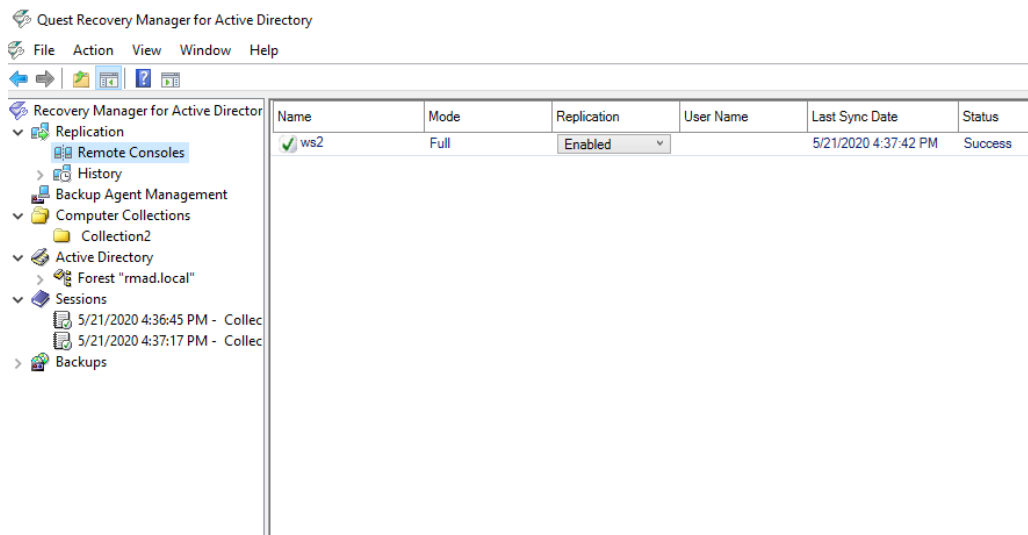 Quest Recovery Manager for Active Directory
File Action View Window Help
Recovery Manager for Active Director
Name Mode Replication User Name Last Sync Date Status
Replication
ws2 Full Enabled 5/21/2020 4:37:42 PM Success
Remote Consoles
History
Backup Agent Management
Computer Collections
Collection2
Active Directory
Forest "rmad.local"
Sessions
5/21/2020 4:36:45 PM - Collec
5/21/2020 4:37:17 PM - Collec
Backups